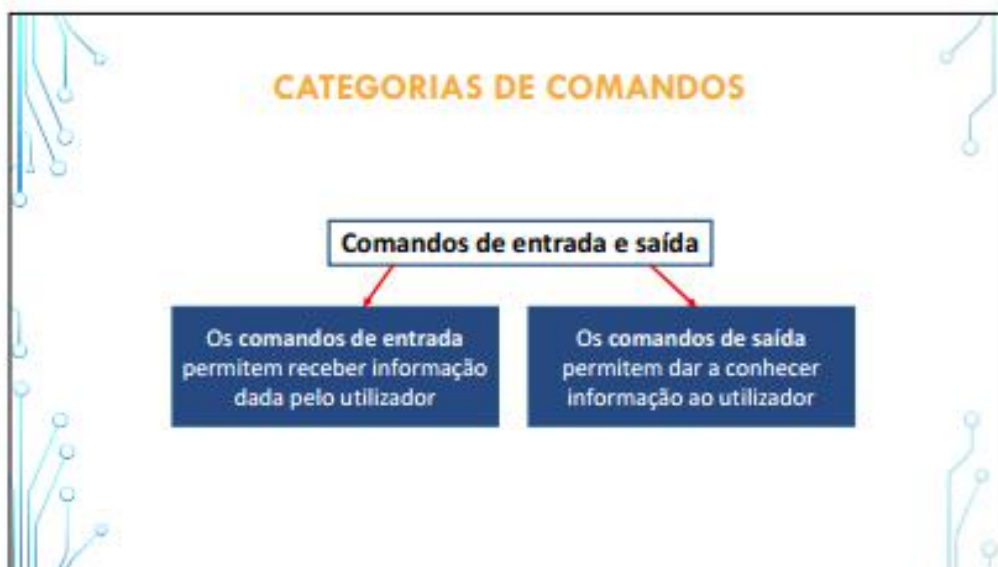 CATEGORIAS DE COMANDOS
Comandos de entrada e saída
Os comandos de entrada
permitem receber informação
dada pelo utilizador
Os comandos de saída
permitem dar a conhecer
informação ao utilizador